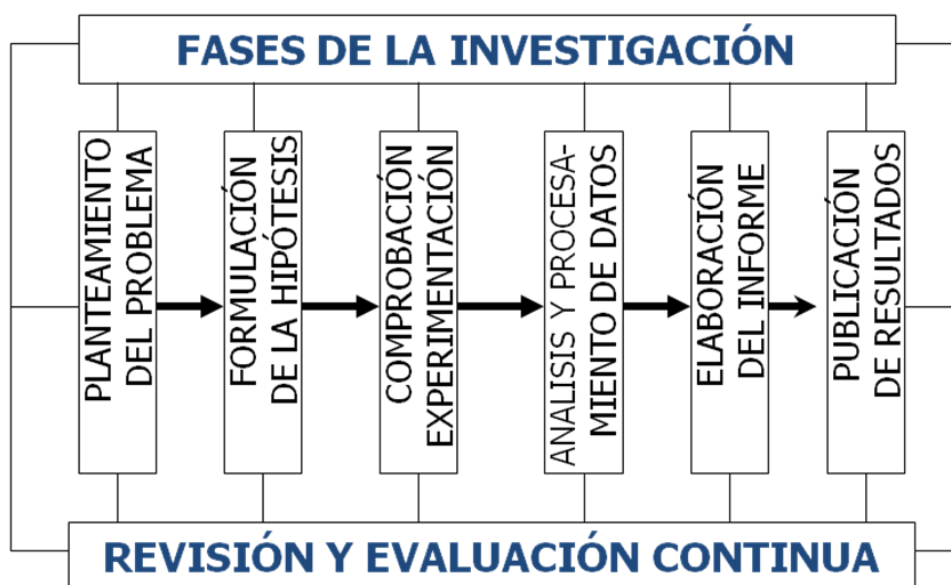 FASES DE LA INVESTIGACIÓN
PLANTEAMIENTO
DEL PROBLEMA
FORMULACIÓN
DE LA HIPÓTESIS
COMPROBACIÓN
EXPERIMENTACIÓN
ANALISIS Y PROCESA-
MIENTO DE DATOS
ELABORACIÓN
DEL INFORME
PUBLICACIÓN
DE RESULTADOS
REVISIÓN Y EVALUACIÓN CONTINUA